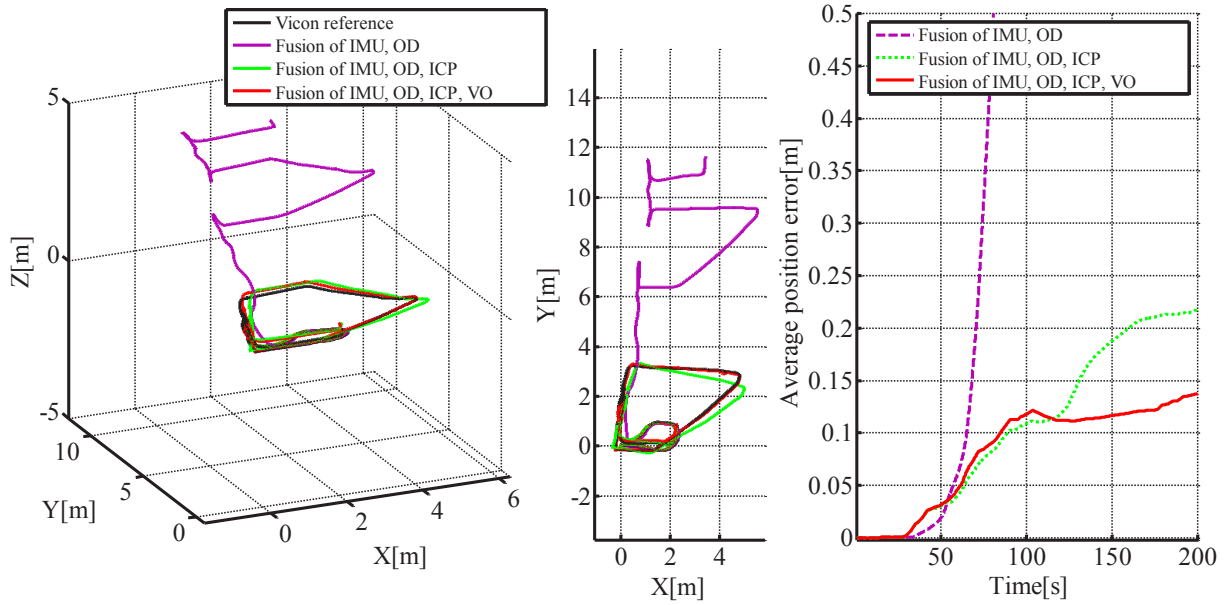 Vicon reference
Fusion of IMU, OD
Fusion of IMU, OD, ICP
Fusion of IMU, OD, ICP, VO
5
0
-5
Z[m]
10
5
0
Y[m]
0
2
4
6
X[m]
14
12
10
8
6
4
2
0
-2
Y[m]
0
2
4
X[m]
Fusion of IMU, OD
Fusion of IMU, OD, ICP
Fusion of IMU, OD, ICP, VO
0.5
0.45
0.4
0.35
0.3
0.25
0.2
0.15
0.1
0.05
0
Average position error[m]
50
100
150
200
Time[s]